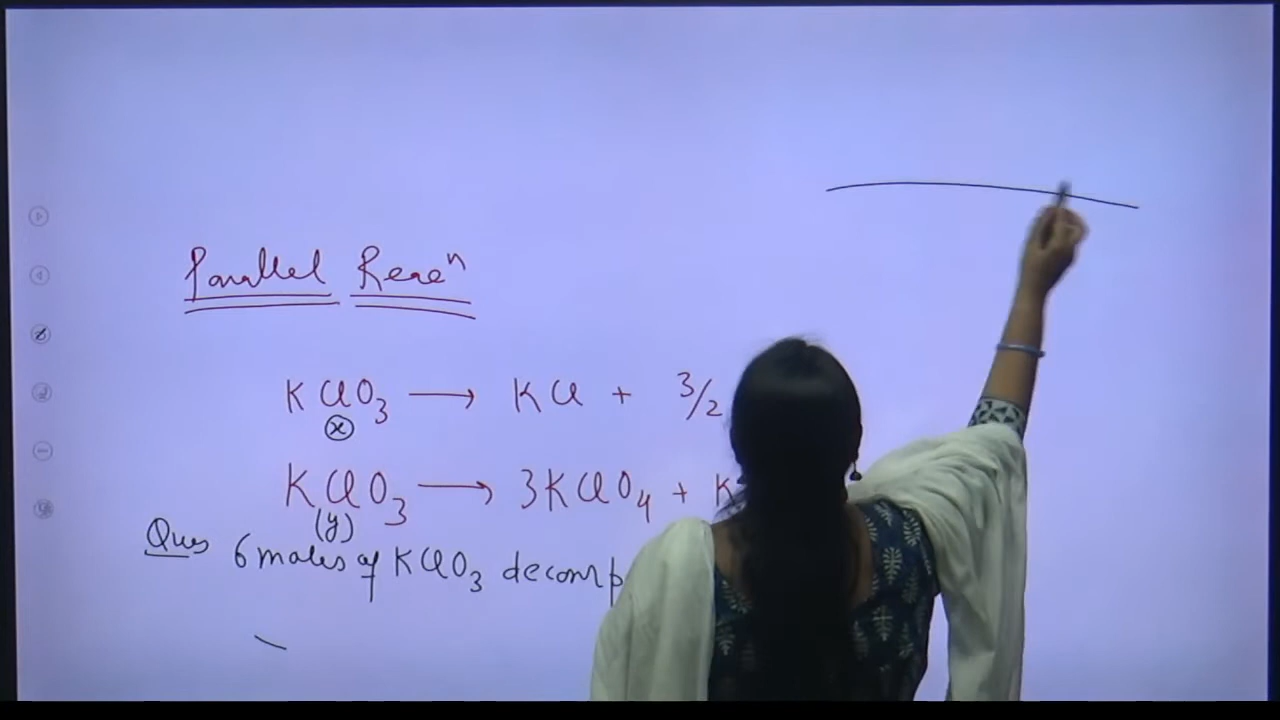 Parallel Reacⁿ
KClO₃ → KCl + 3/2
(x)
KClO₃ → 3KClO₄ + K
(y)
Ques 6 moles of KClO₃ decomp